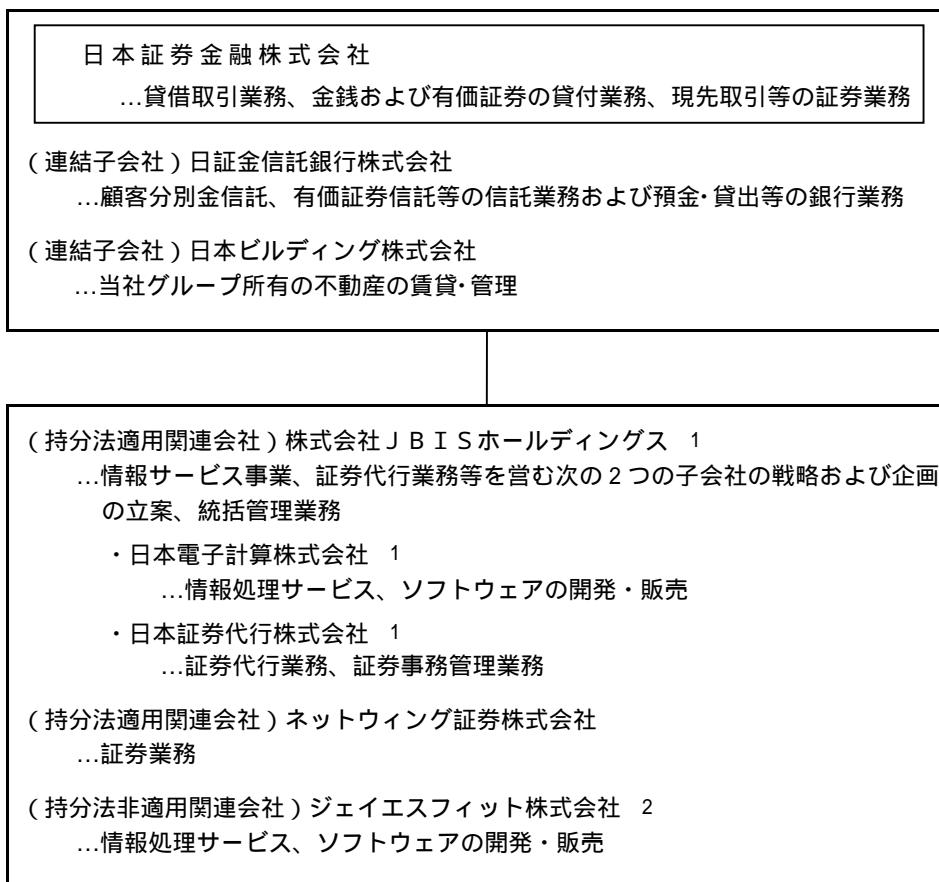 日本証券金融株式会社
…貸借取引業務、金銭および有価証券の貸付業務、現先取引等の証券業務
(連結子会社)日証金信託銀行株式会社
…顧客分別金信託、有価証券信託等の信託業務および預金・貸出等の銀行業務
(連結子会社)日本ビルディング株式会社
…当社グループ所有の不動産の賃貸・管理
(持分法適用関連会社)株式会社JBISホールディングス 1
…情報サービス事業、証券代行業務等を営む次の2つの子会社の戦略および企画
の立案、統括管理業務
・日本電子計算株式会社 1
…情報処理サービス、ソフトウェアの開発・販売
・日本証券代行株式会社 1
…証券代行業務、証券事務管理業務
(持分法適用関連会社)ネットウィング証券株式会社
…証券業務
(持分法非適用関連会社)ジェイエスフィット株式会社 2
…情報処理サービス、ソフトウェアの開発・販売